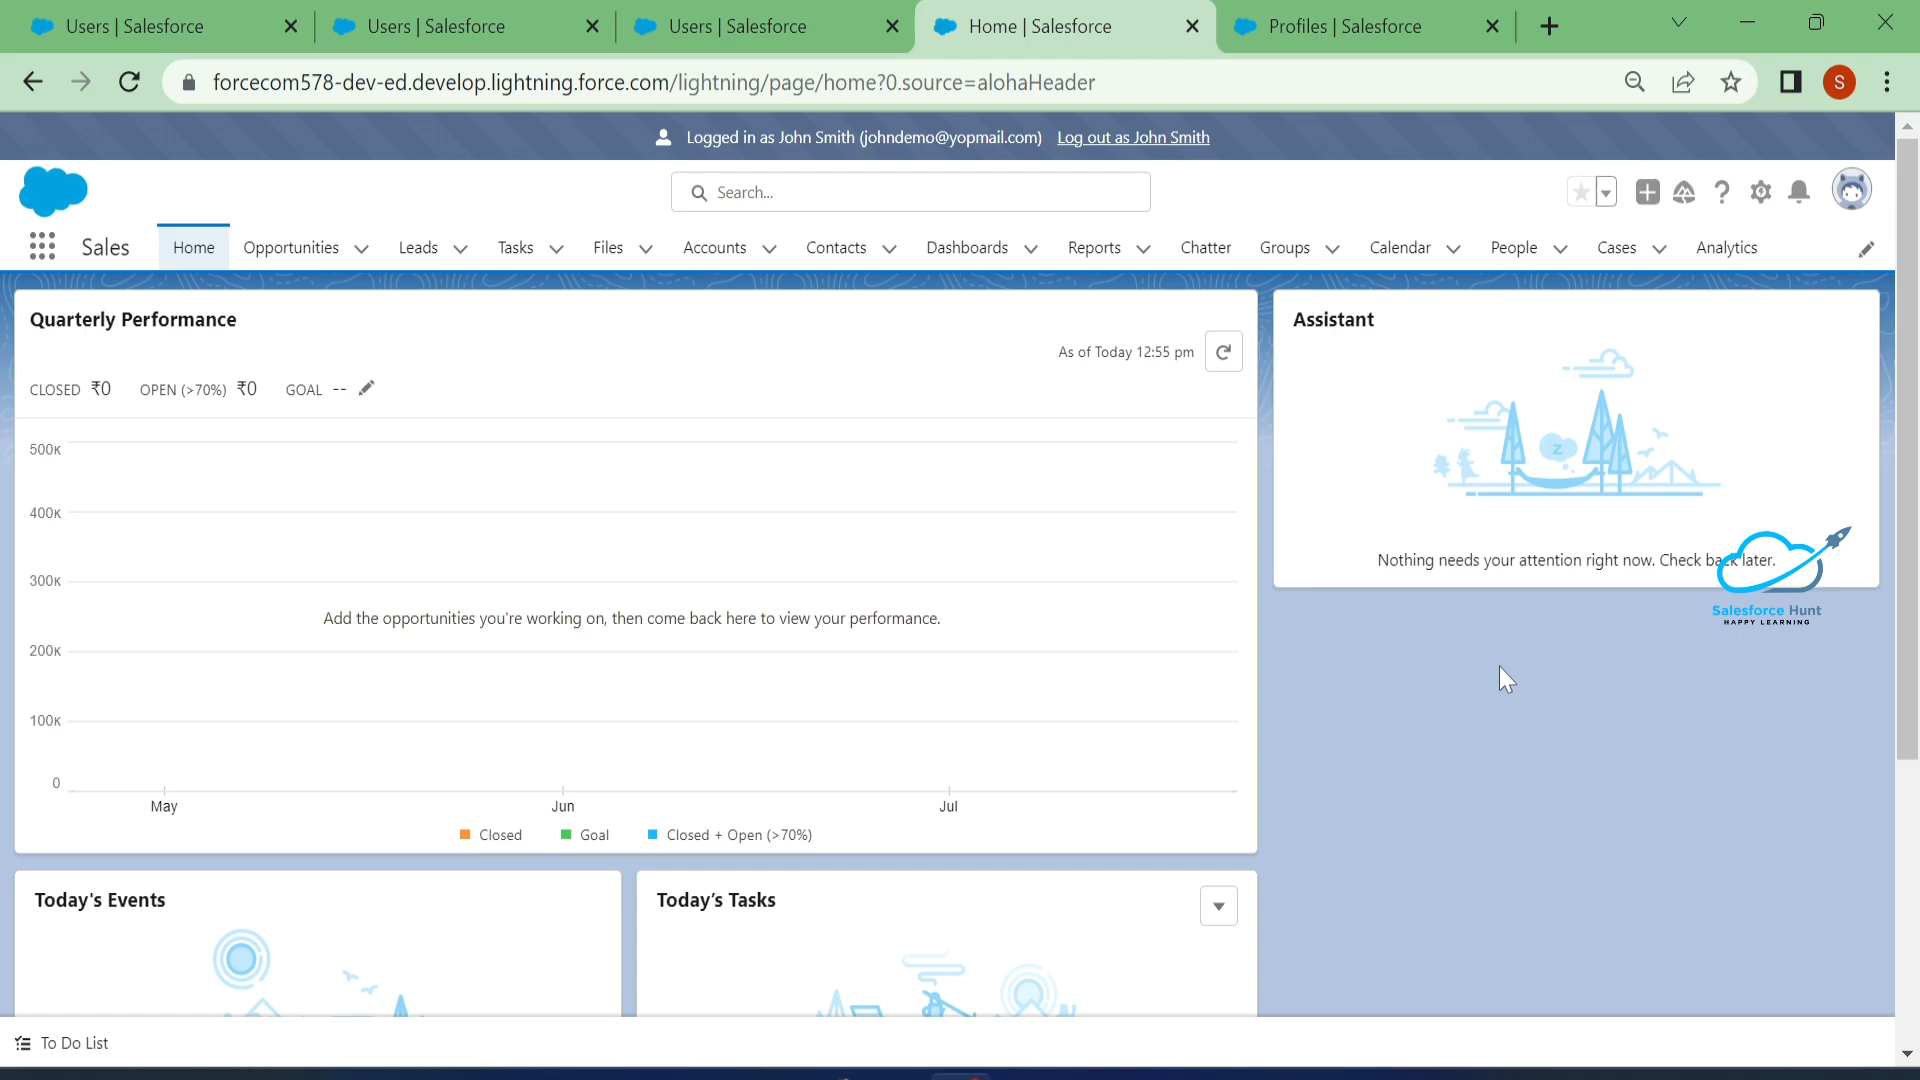 Users | Salesforce
Users | Salesforce
Users | Salesforce
Home | Salesforce
Profiles | Salesforce
S
forcecom578-dev-ed.develop.lightning.force.com/lightning/page/home?0.source=alohaHeader
Logged in as John Smith (johndemo@yopmail.com) Log out as John Smith
Search...
Sales
Home
Opportunities
Leads
Tasks
Files
Accounts
Contacts
Dashboards
Reports
Chatter
Groups
Calendar
People
Cases
Analytics
Quarterly Performance
As of Today 12:55 pm
CLOSED ₹0 OPEN (>70%) ₹0 GOAL --
500K
400K
300K
200K
100K
0
Add the opportunities you're working on, then come back here to view your performance.
May
Jun
Jul
Closed
Goal
Closed + Open (>70%)
Assistant
Z
Nothing needs your attention right now. Check back later.
Salesforce Hunt
HAPPY LEARNING
Today's Events
Today's Tasks
To Do List